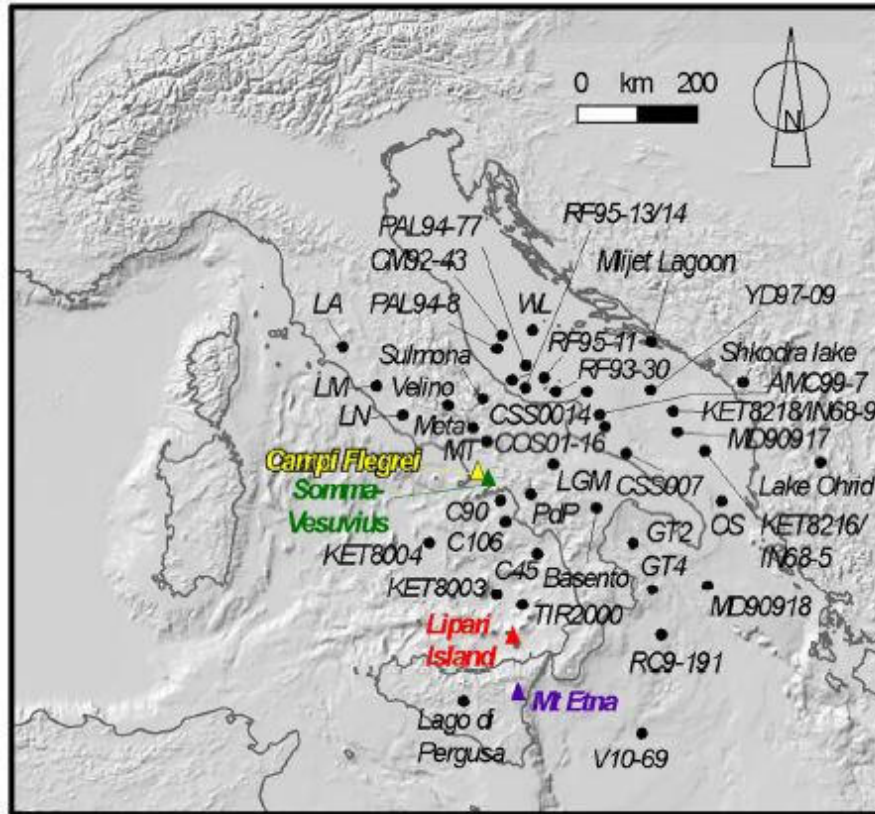 0 km 200
N
RF95-13/14
PAL94-77
CM92-43
Mlijet Lagoon
LA
PAL94-8
VVL
YD97-09
RF95-11
Shkodra lake
Sulmona
RF93-30
LM
Velino
AMC99-7
CSS0014
KET8218/IN68-9
LN
Meta
MT
COS01-16
MD90917
Campi Flegrei
Somma-
Vesuvius
LGM
CSS007
Lake Ohrid
C90
PdP
OS
KET8216/
IN68-5
C106
GT2
KET8004
C45
Basento
GT4
KET8003
TIR2000
MD90918
Lipari
Island
RC9-191
Mt Etna
Lago di
Pergusa
V10-69